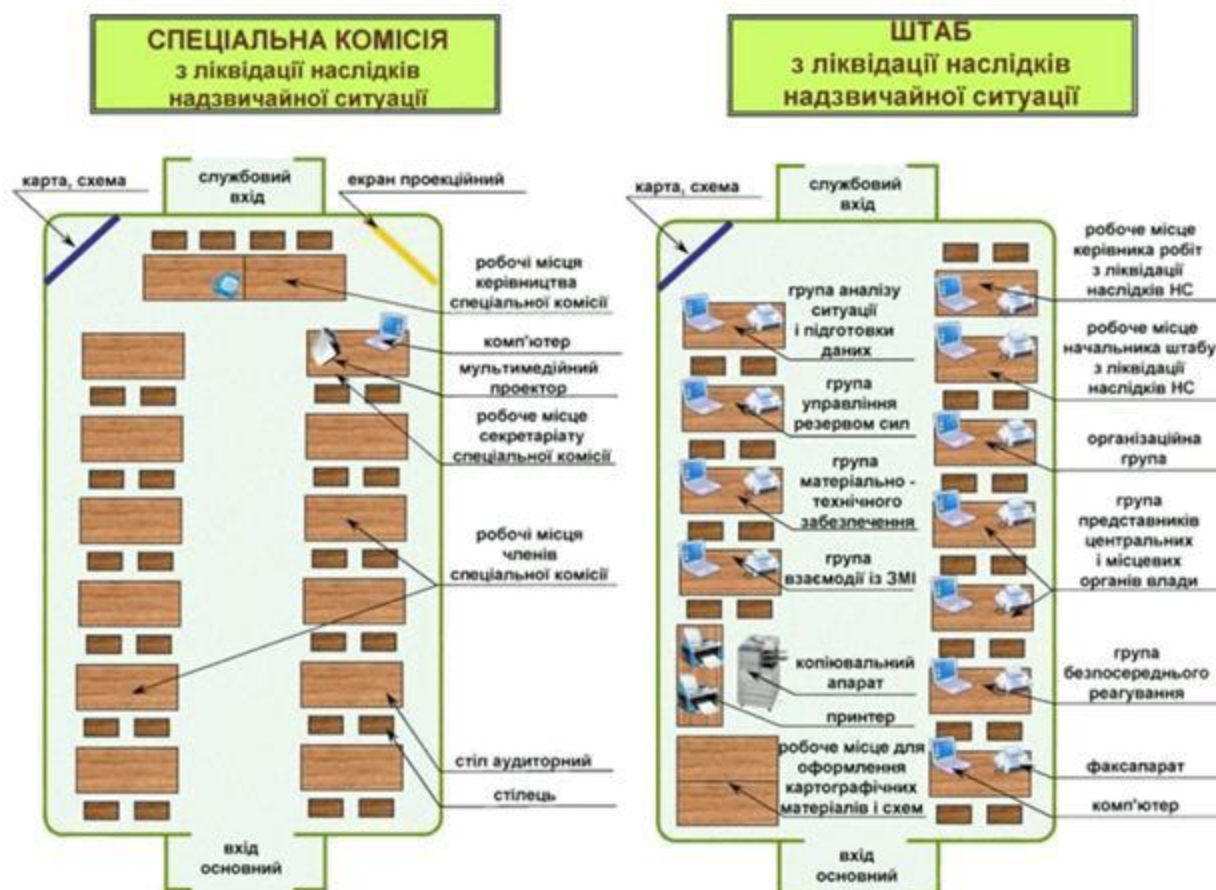 СПЕЦІАЛЬНА КОМІСІЯ
з ліквідації наслідків
надзвичайної ситуації
карта, схема
службовий
вхід
екран проекційний
робочі місця
керівництва
спеціальної комісії
комп'ютер
мультимедійний
проектор
робоче місце
секретаріату
спеціальної комісії
робочі місця
членів
спеціальної комісії
стіл аудиторний
стілець
вхід
основний
ШТАБ
з ліквідації наслідків
надзвичайної ситуації
карта, схема
службовий
вхід
група аналізу
ситуації
і підготовки
даних
група
управління
резервом сил
група
матеріально -
технічного
забезпечення
група
взаємодії із ЗМІ
копіювальний
апарат
принтер
робоче місце для
оформлення
картографічних
матеріалів і схем
робоче місце
керівника робіт
з ліквідації
наслідків НС
робоче місце
начальника штабу
з ліквідації
наслідків НС
організаційна
група
група
представників
центральних
і місцевих
органів влади
група
безпосереднього
реагування
факсапарат
комп'ютер
вхід
основний